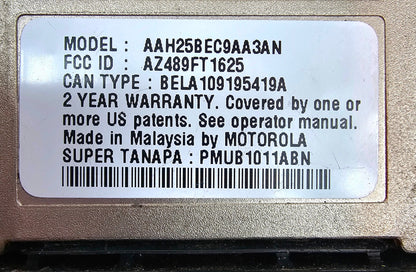 MODEL : AAH25BEC9AA3AN
FCC ID : AZ489FT1625
CAN TYPE : BELA109195419A
2 YEAR WARRANTY. Covered by one or
more US patents. See operator manual.
Made in Malaysia by MOTOROLA
SUPER TANAPA : PMUB1011ABN